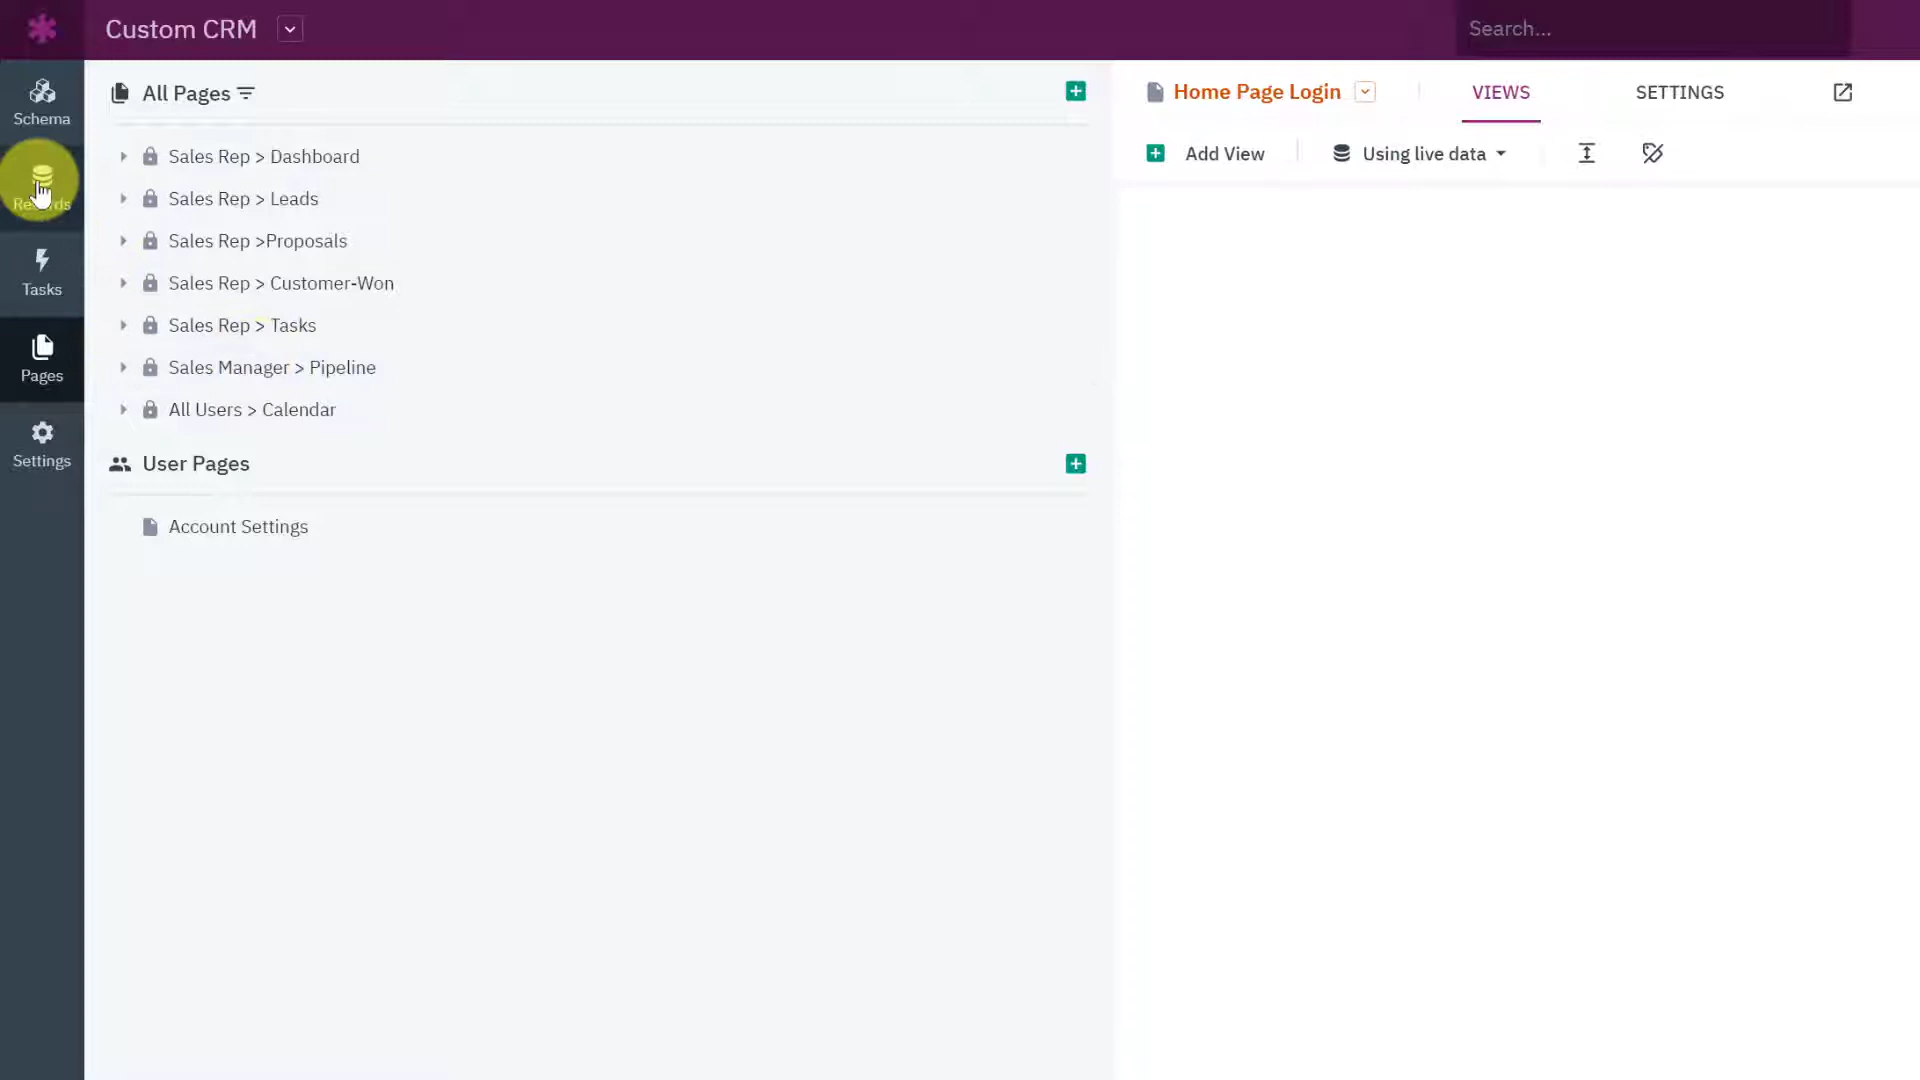 Custom CRM
Search...
Schema
Records
Tasks
Pages
Settings
All Pages
Sales Rep > Dashboard
Sales Rep > Leads
Sales Rep >Proposals
Sales Rep > Customer-Won
Sales Rep > Tasks
Sales Manager > Pipeline
All Users > Calendar
User Pages
Account Settings
Home Page Login
VIEWS
SETTINGS
Add View
Using live data